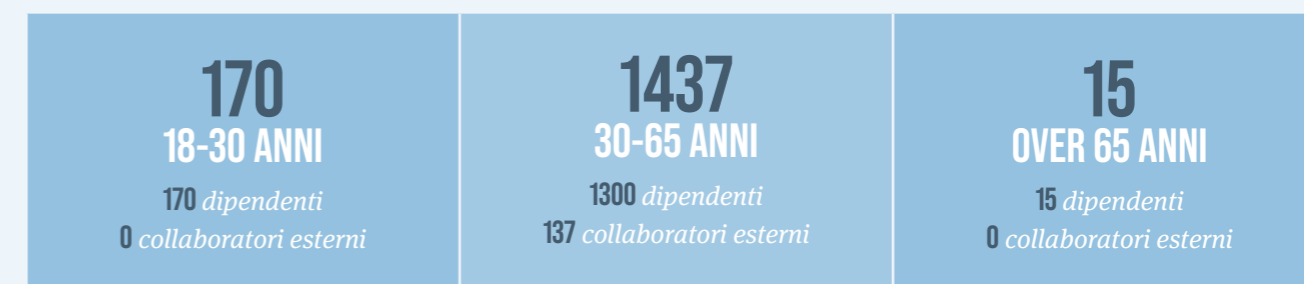 170
18-30 ANNI
170 dipendenti
0 collaboratori esterni
1437
30-65 ANNI
1300 dipendenti
137 collaboratori esterni
15
OVER 65 ANNI
15 dipendenti
0 collaboratori esterni